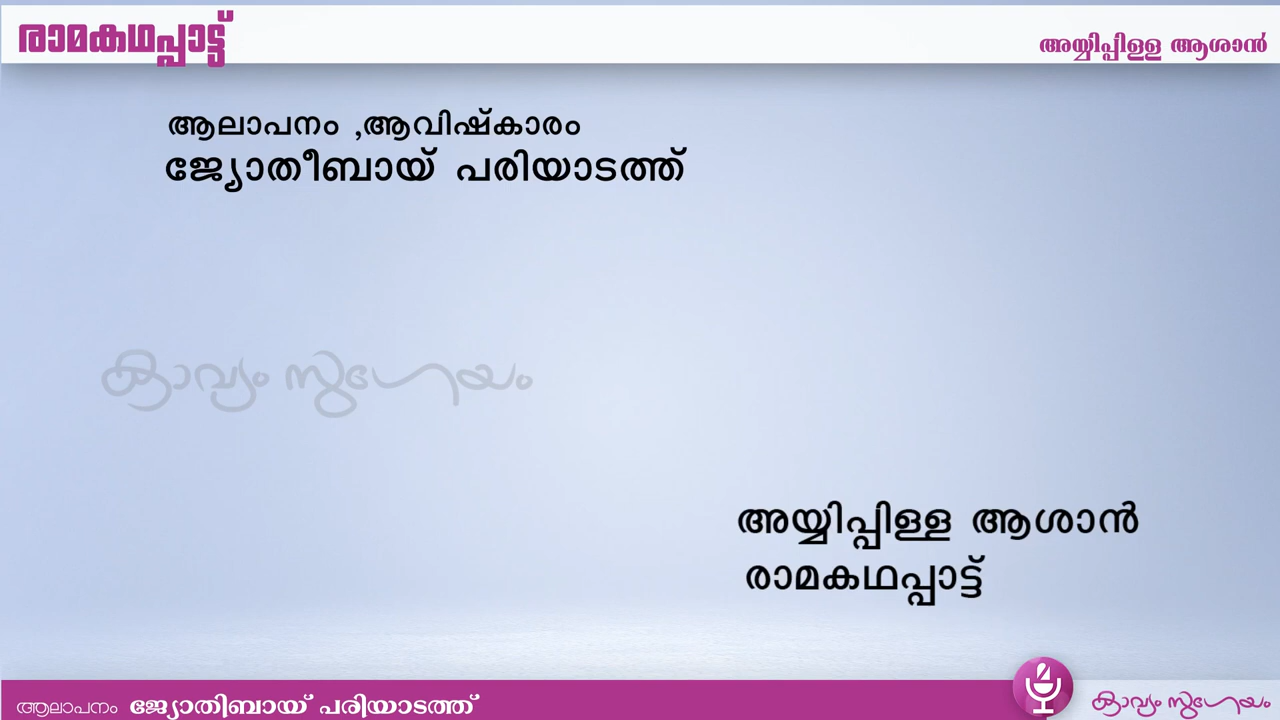 രാമകഥപ്പാട്ട്
അയ്യിപ്പിള്ള ആശാൻ
ആലാപനം ,ആവിഷ്കാരം
ജ്യോതീബായ് പരിയാടത്ത്
കാവ്യം സുഗേയം
അയ്യിപ്പിള്ള ആശാൻ
രാമകഥപ്പാട്ട്
ആലാപനം ജ്യോതിബായ് പരിയാടത്ത്
കാവ്യം സുഗേയം